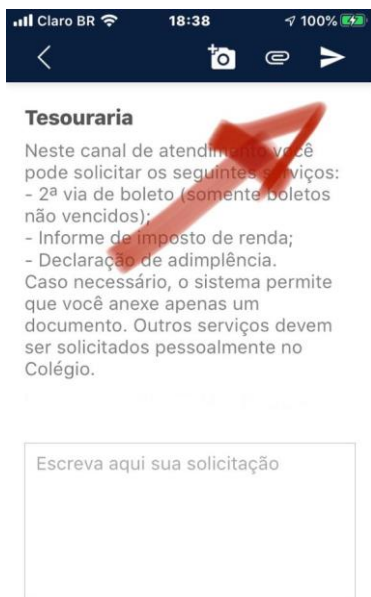 Claro BR 18:38 100%
Tesouraria
Neste canal de atendimento você
pode solicitar os seguintes serviços:
- 2ª via de boleto (somente boletos
não vencidos);
- Informe de imposto de renda;
- Declaração de adimplência.
Caso necessário, o sistema permite
que você anexe apenas um
documento. Outros serviços devem
ser solicitados pessoalmente no
Colégio.
Escreva aqui sua solicitação